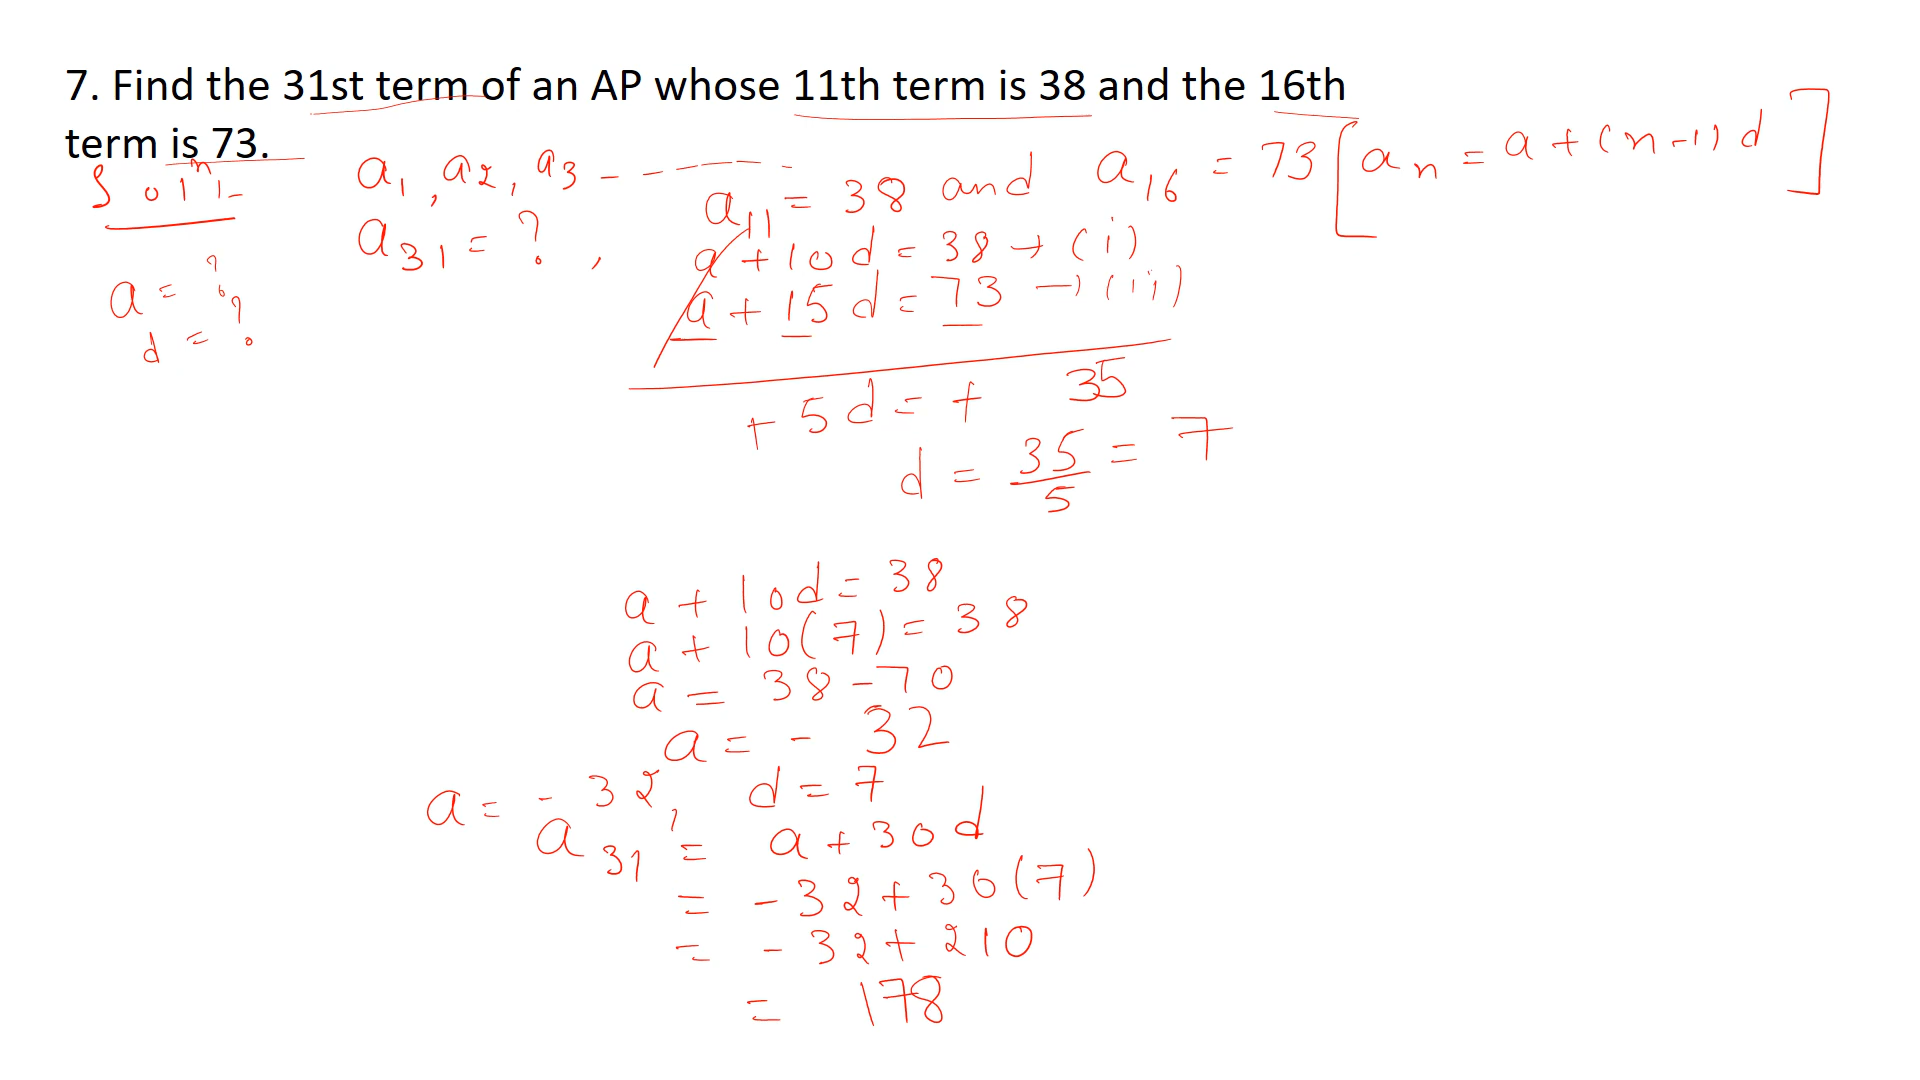 7. Find the 31st term of an AP whose 11th term is 38 and the 16th
term is 73.
Solⁿ:-
a₁, a₂, a₃ ---------
a₁₁ = 38 and a₁₆ = 73 [aₙ = a + (n-1) d]
a₃₁ = ? ,
a + 10d = 38 → (i)
a = ?
a + 15d = 73 → (ii)
d = ?
+ 5d = + 35
d = 35/5 = 7
a + 10d = 38
a + 10(7) = 38
a = 38 - 70
a = - 32
a = - 32, d = 7
a₃₁ = a + 30d
= - 32 + 30(7)
= - 32 + 210
= 178